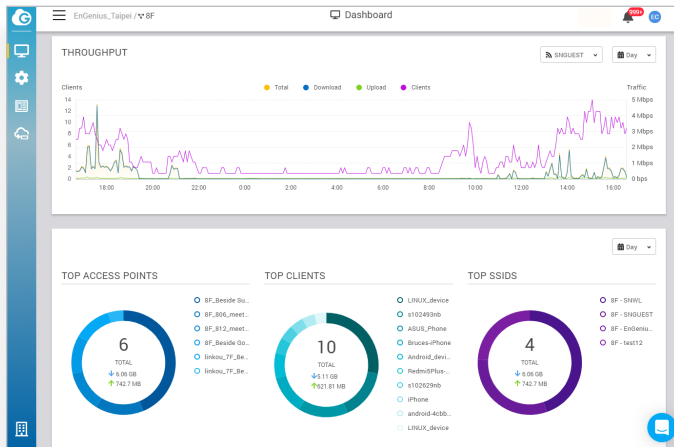 EnGenius_Taipei / 8F
Dashboard
999+
EC
THROUGHPUT
SNGUEST
Day
Clients
Total
Download
Upload
Clients
Traffic
14
12
10
8
6
4
2
0
5 Mbps
4 Mbps
3 Mbps
2 Mbps
1 Mbps
0 bps
18:00
20:00
22:00
0:00
2:00
4:00
6:00
8:00
10:00
12:00
14:00
16:00
Day
TOP ACCESS POINTS
6
TOTAL
6.06 GB
742.7 MB
8F_Beside Su...
8F_806_meet...
8F_812_meet...
8F_Beside Go...
linkou_7F_Be...
linkou_7F_Be...
TOP CLIENTS
10
TOTAL
5.11 GB
621.81 MB
LINUX_device
s102493nb
ASUS_Phone
Bruces-iPhone
Android_devi...
Redmi5Plus-...
s102629nb
iPhone
android-4cbb...
LINUX_device
TOP SSIDS
4
TOTAL
6.06 GB
742.7 MB
8F - SNWL
8F - SNGUEST
8F - EnGeniu...
8F - test12